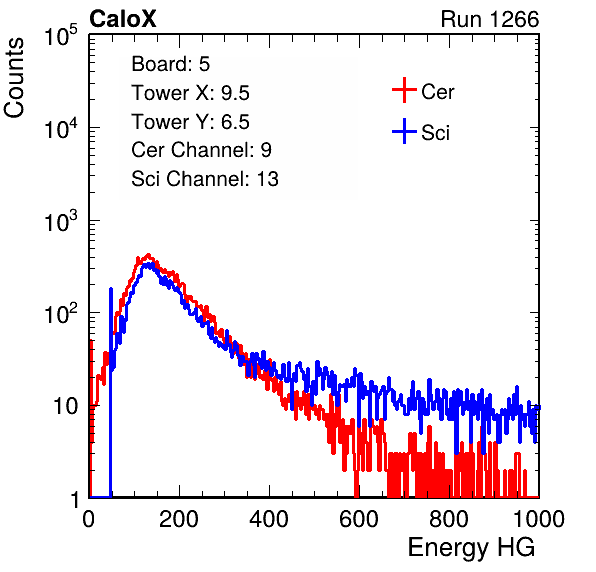 CaloX
Run 1266
Counts
Board: 5
Tower X: 9.5
Tower Y: 6.5
Cer Channel: 9
Sci Channel: 13
Cer
Sci
10^5
10^4
10^3
10^2
10
1
0 200 400 600 800 1000
Energy HG